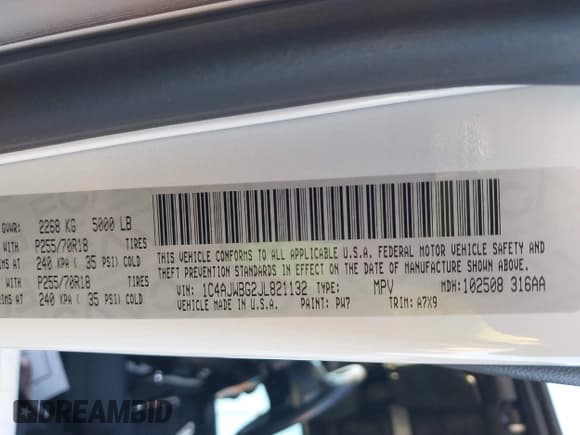 GVWR: 2268 KG 5000 LB
WITH P255/70R18 TIRES
IMS AT 240 KPA ( 35 PSI) COLD
WITH P255/70R18 TIRES
RIMS AT 240 KPA ( 35 PSI) COLD
THIS VEHICLE CONFORMS TO ALL APPLICABLE U.S.A. FEDERAL MOTOR VEHICLE SAFETY AND
THEFT PREVENTION STANDARDS IN EFFECT ON THE DATE OF MANUFACTURE SHOWN ABOVE.
VIN: 1C4AJWBG2JL821132 TYPE: MPV MDH: 102508 316AA
VEHICLE MADE IN U.S.A. PAINT: PW7 TRIM: A7X9
DREAMBID